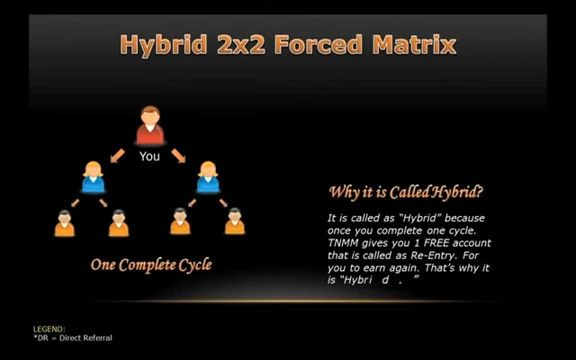 Hybrid 2x2 Forced Matrix
You
One Complete Cycle
Why it is Called Hybrid?
It is called as “Hybrid” because
once you complete one cycle.
TNMM gives you 1 FREE account
that is called as Re-Entry. For
you to earn again. That’s why it
is “Hybri d . ”
LEGEND:
*DR = Direct Referral